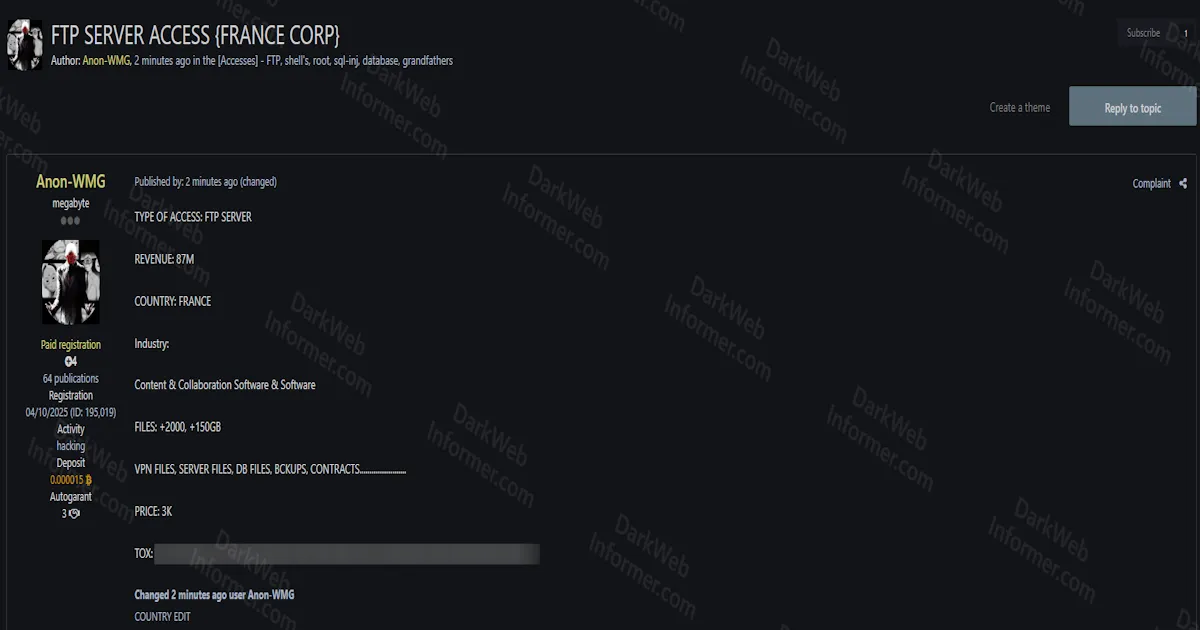 FTP SERVER ACCESS {FRANCE CORP}
Author: Anon-WMG, 2 minutes ago in the [Accesses] - FTP, shell's, root, sql-inj, database, grandfathers
Subscribe 1
Create a theme
Reply to topic
Anon-WMG
megabyte
Paid registration
4
64 publications
Registration
04/10/2025 (ID: 195,019)
Activity
hacking
Deposit
0.000015 ₿
Autogarant
3
Published by: 2 minutes ago (changed)
Complaint
TYPE OF ACCESS: FTP SERVER
REVENUE: 87M
COUNTRY: FRANCE
Industry:
Content & Collaboration Software & Software
FILES: +2000, +150GB
VPN FILES, SERVER FILES, DB FILES, BCKUPS, CONTRACTS.......................
PRICE: 3K
TOX:
Changed 2 minutes ago user Anon-WMG
COUNTRY EDIT
DarkWeb
Informer.com